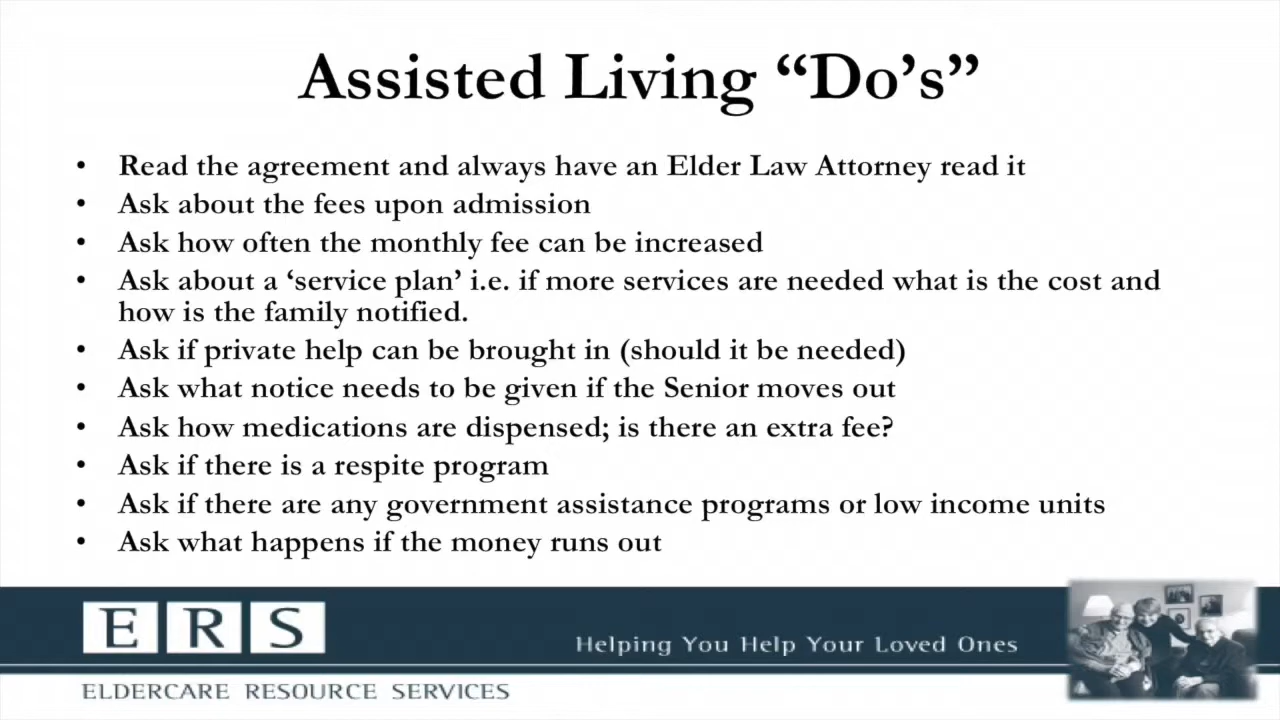 Assisted Living “Do’s”
• Read the agreement and always have an Elder Law Attorney read it
• Ask about the fees upon admission
• Ask how often the monthly fee can be increased
• Ask about a ‘service plan’ i.e. if more services are needed what is the cost and
how is the family notified.
• Ask if private help can be brought in (should it be needed)
• Ask what notice needs to be given if the Senior moves out
• Ask how medications are dispensed; is there an extra fee?
• Ask if there is a respite program
• Ask if there are any government assistance programs or low income units
• Ask what happens if the money runs out
ERS
Helping You Help Your Loved Ones
ELDERCARE RESOURCE SERVICES